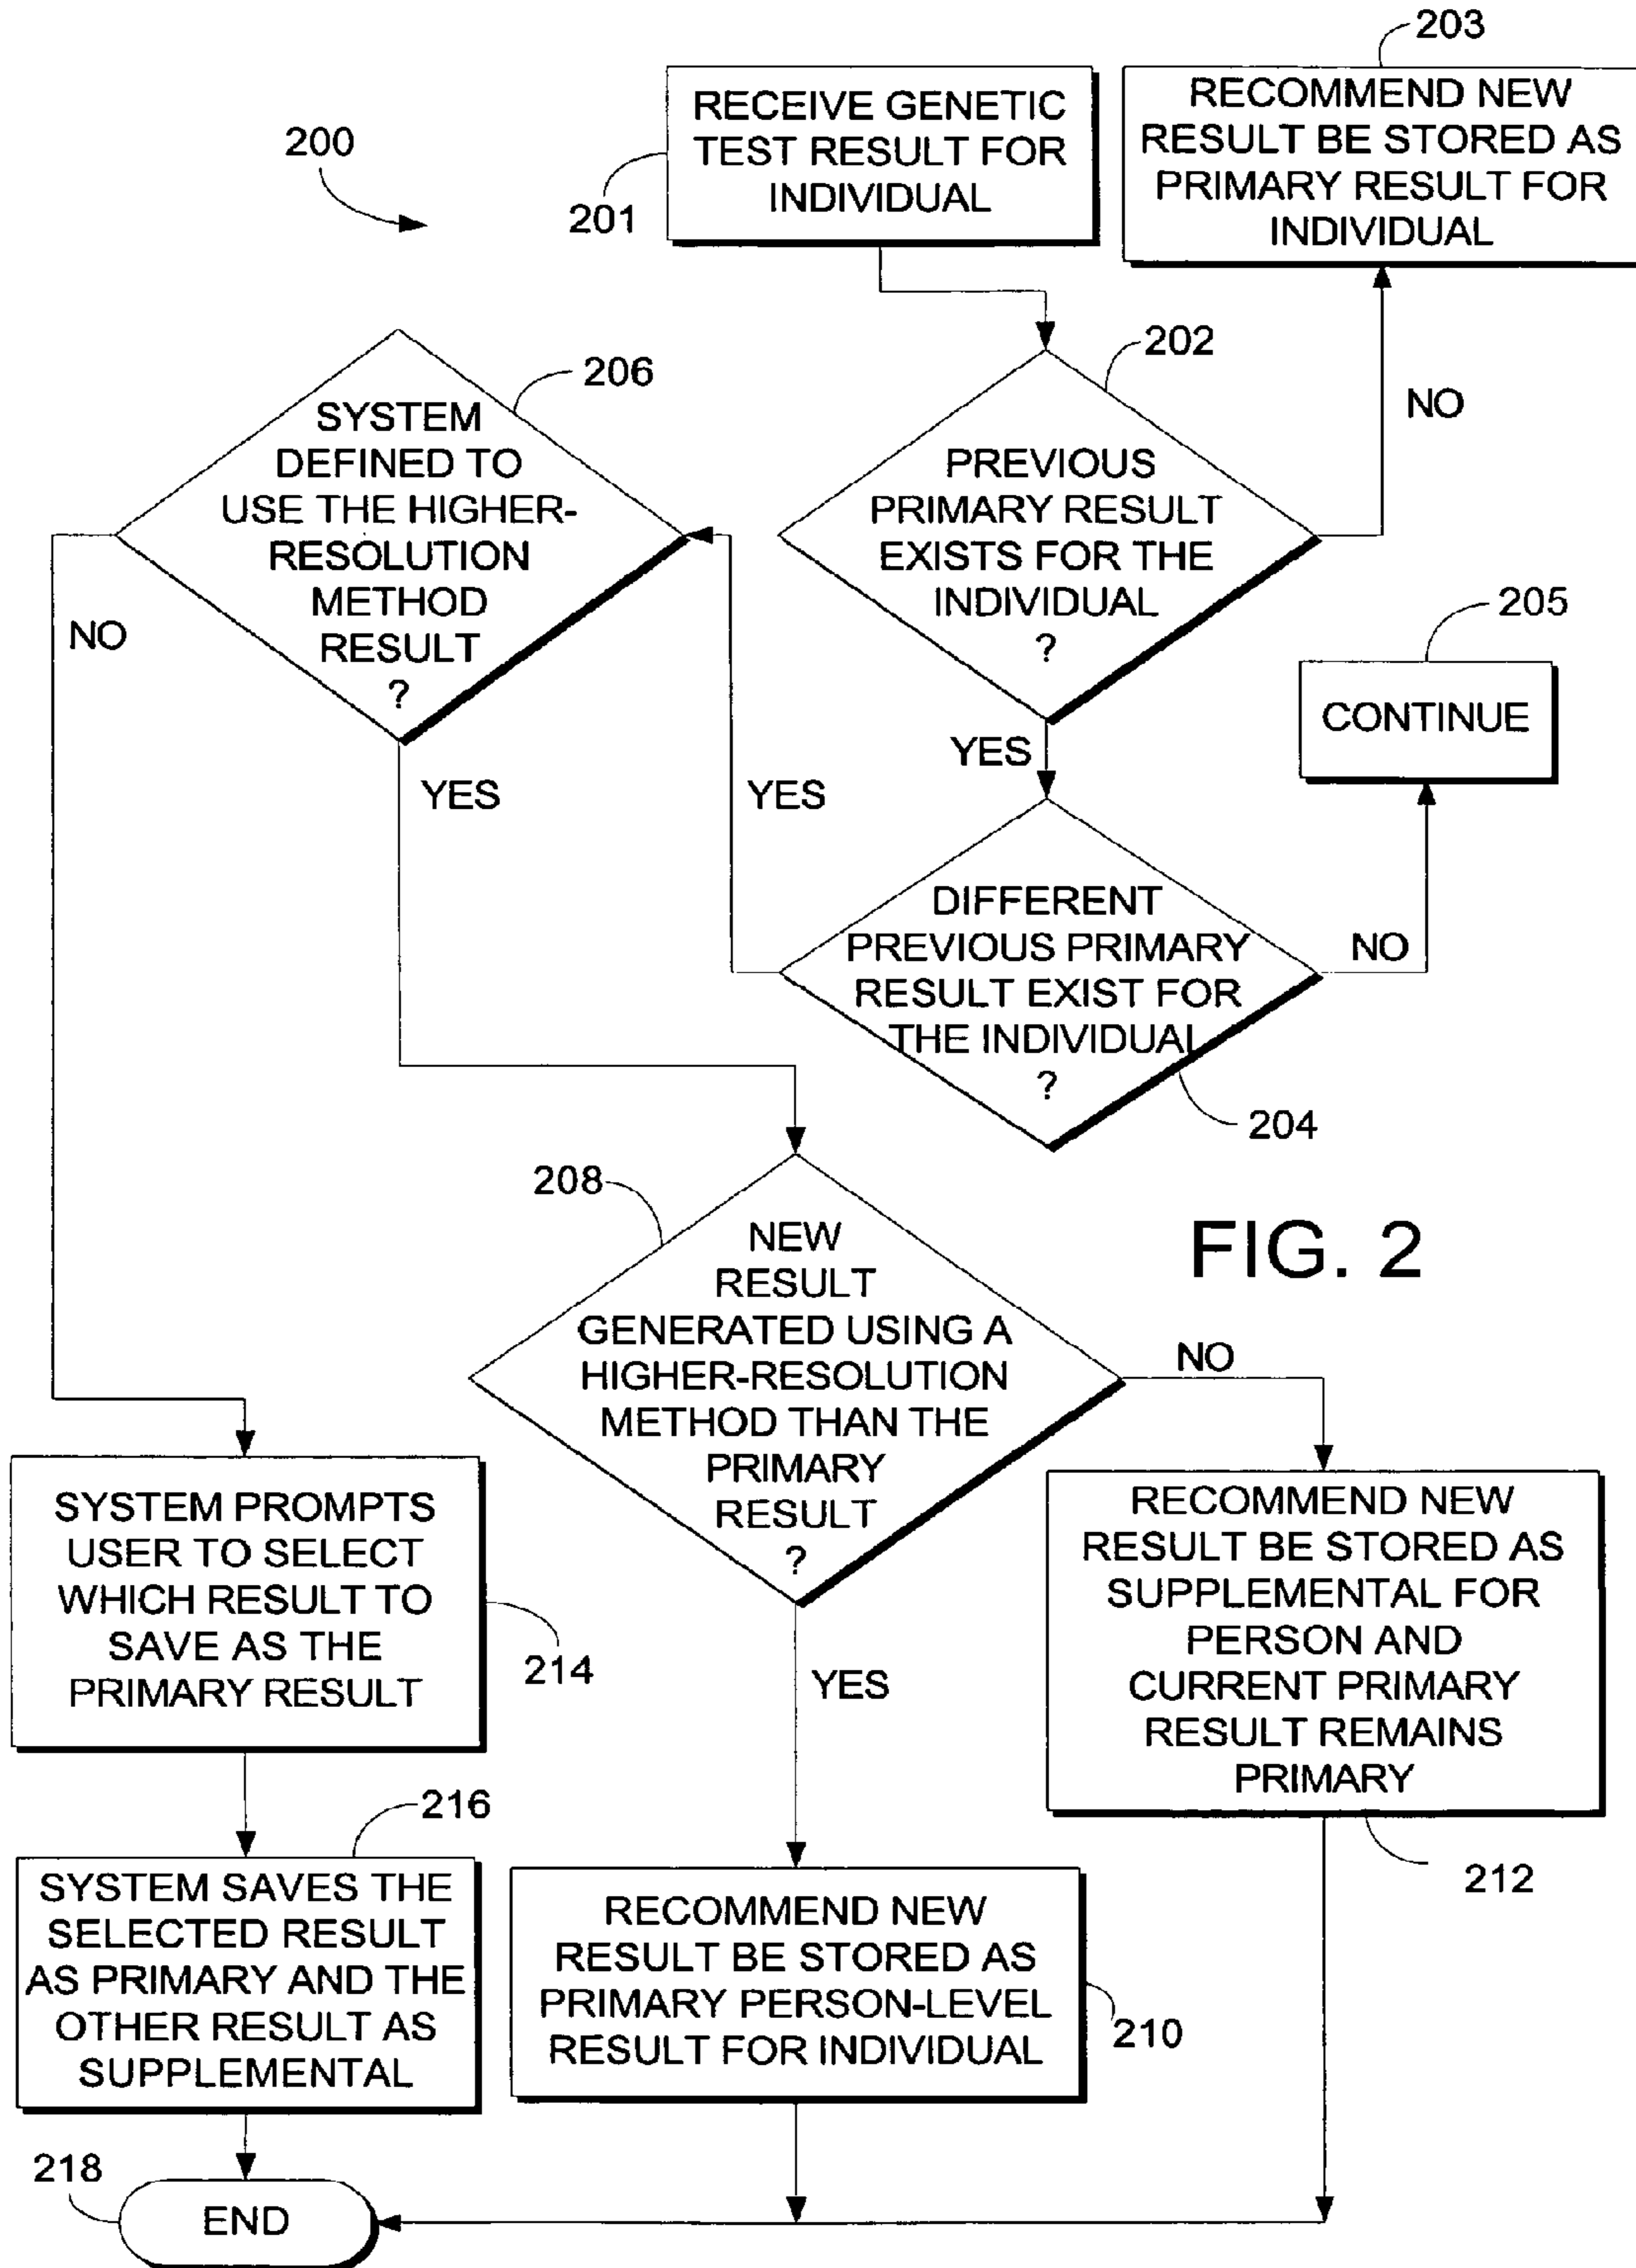 203
RECEIVE GENETIC
TEST RESULT FOR
INDIVIDUAL
201
RECOMMEND NEW
RESULT BE STORED AS
PRIMARY RESULT FOR
INDIVIDUAL
200
202
PREVIOUS
PRIMARY RESULT
EXISTS FOR THE
INDIVIDUAL
?
NO
YES
206
SYSTEM
DEFINED TO
USE THE HIGHER-
RESOLUTION
METHOD
RESULT
?
NO
YES
205
CONTINUE
YES
DIFFERENT
PREVIOUS PRIMARY
RESULT EXIST FOR
THE INDIVIDUAL
?
NO
204
208
NEW
RESULT
GENERATED USING A
HIGHER-RESOLUTION
METHOD THAN THE
PRIMARY
RESULT
?
FIG. 2
NO
YES
SYSTEM PROMPTS
USER TO SELECT
WHICH RESULT TO
SAVE AS THE
PRIMARY RESULT
214
RECOMMEND NEW
RESULT BE STORED AS
SUPPLEMENTAL FOR
PERSON AND
CURRENT PRIMARY
RESULT REMAINS
PRIMARY
212
216
SYSTEM SAVES THE
SELECTED RESULT
AS PRIMARY AND THE
OTHER RESULT AS
SUPPLEMENTAL
RECOMMEND NEW
RESULT BE STORED AS
PRIMARY PERSON-LEVEL
RESULT FOR INDIVIDUAL
210
218
END